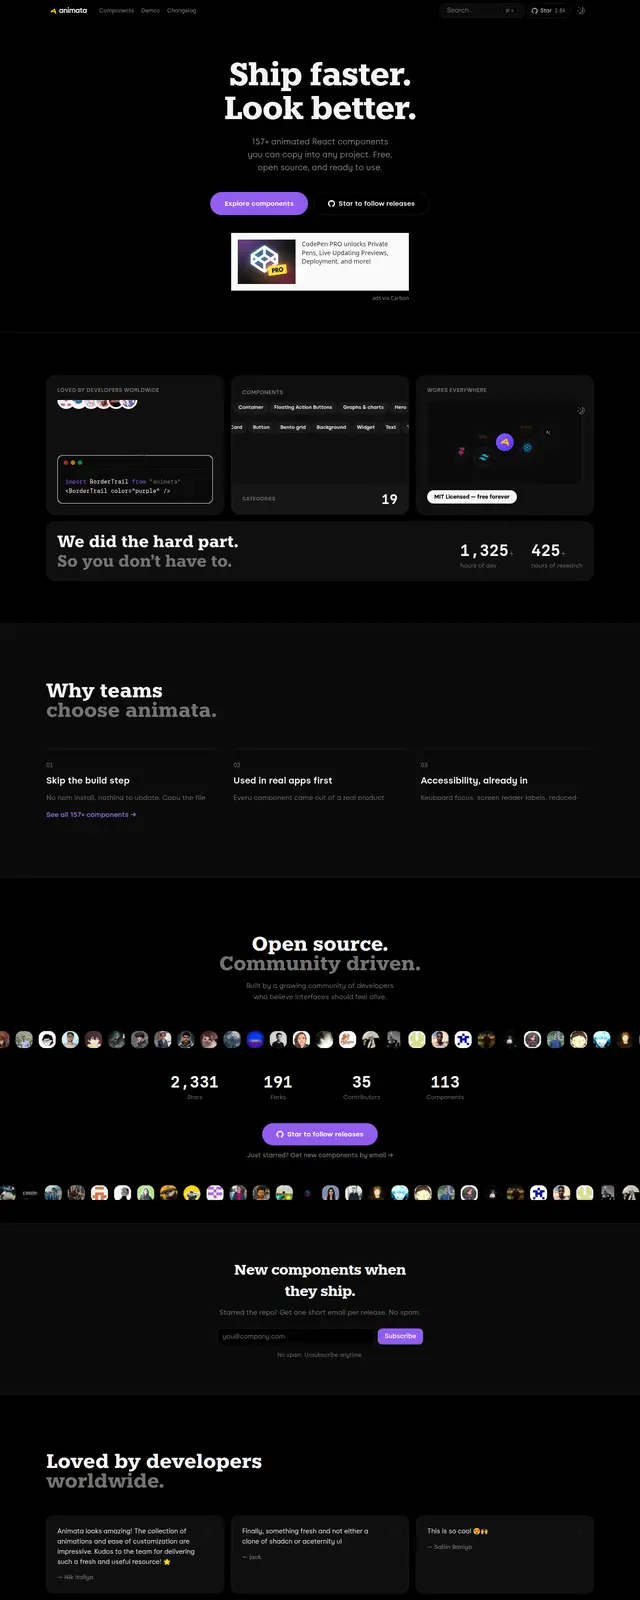 animata
Components Demos Changelog
Search... ⌘ K
Star 2.8k
Ship faster.
Look better.
157+ animated React components
you can copy into any project. Free,
open source, and ready to use.
Explore components
Star to follow releases
CodePen PRO unlocks Private
Pens, Live Updating Previews,
Deployment, and more!
PRO
ads via Carbon
LOVED BY DEVELOPERS WORLDWIDE
import BorderTrail from "animata"
<BorderTrail color="purple" />
COMPONENTS
Container Floating Action Buttons Graphs & charts Hero
Card Button Bento grid Background Widget Text
CATEGORIES 19
WORKS EVERYWHERE
MIT Licensed — free forever
We did the hard part.
So you don't have to.
1,325+
hours of dev
425+
hours of research
Why teams
choose animata.
01
Skip the build step
No npm install, nothing to update. Copy the file
See all 157+ components →
02
Used in real apps first
Every component came out of a real product
03
Accessibility, already in
Keyboard focus, screen reader labels, reduced-
Open source.
Community driven.
Built by a growing community of developers
who believe interfaces should feel alive.
2,331
Stars
191
Forks
35
Contributors
113
Components
Star to follow releases
Just starred? Get new components by email →
New components when
they ship.
Starred the repo? Get one short email per release. No spam.
you@company.com
Subscribe
No spam. Unsubscribe anytime.
Loved by developers
worldwide.
Animata looks amazing! The collection of
animations and ease of customization are
impressive. Kudos to the team for delivering
such a fresh and useful resource! 🌟
— Nik Italiya
Finally, something fresh and not either a
clone of shadcn or aceternity ui
— jack
This is so cool 😍🙌
— Sabin Baniya